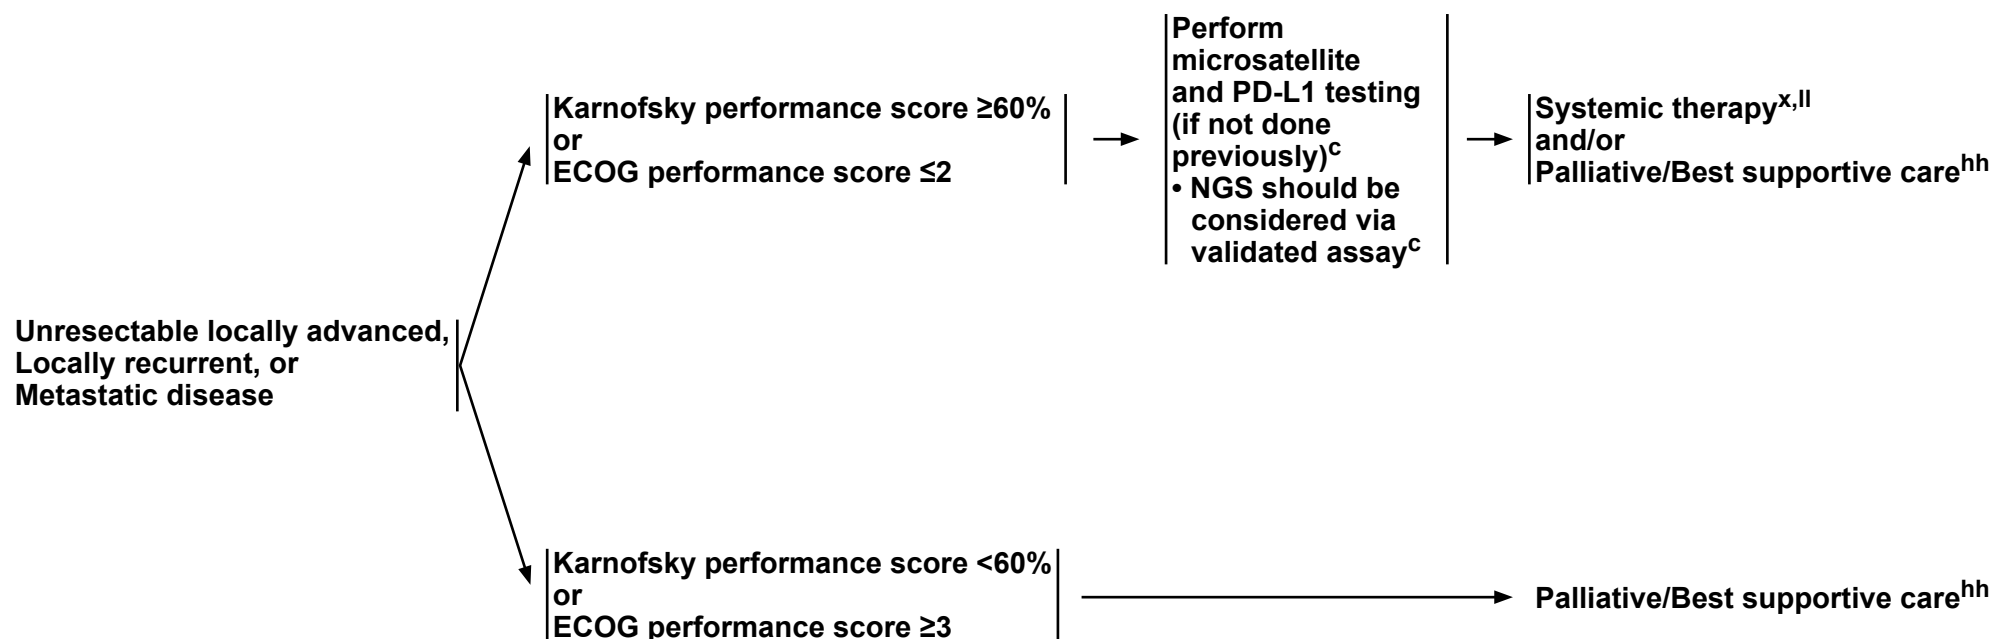 Unresectable locally advanced,
Locally recurrent, or
Metastatic disease
Karnofsky performance score ≥60%
or
ECOG performance score ≤2
Perform
microsatellite
and PD-L1 testing
(if not done
previously)c
• NGS should be
considered via
validated assayc
Systemic therapyx,ll
and/or
Palliative/Best supportive carehh
Karnofsky performance score <60%
or
ECOG performance score ≥3
Palliative/Best supportive carehh